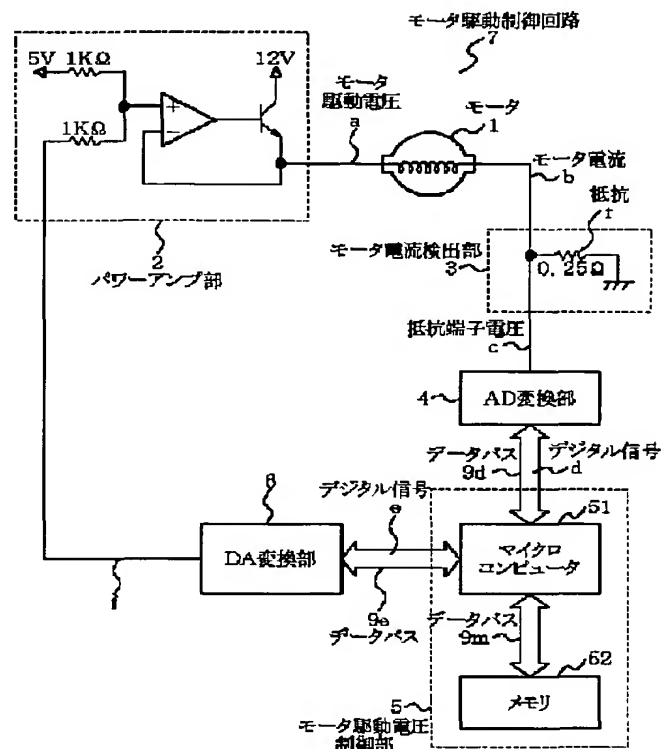 モータ駆動制御回路
7
5V 1KΩ
12V
1KΩ
+
−
モータ
駆動電圧
a
モータ
1
モータ電流
b
抵抗
r
モータ電流検出部
3
0.25Ω
2
パワーアンプ部
抵抗端子電圧
c
4
AD変換部
データバス
9d
デジタル信号
d
デジタル信号
e
6
DA変換部
9e
データバス
f
51
マイクロ
コンピュータ
データバス
9m
52
メモリ
5
モータ駆動電圧
制御部